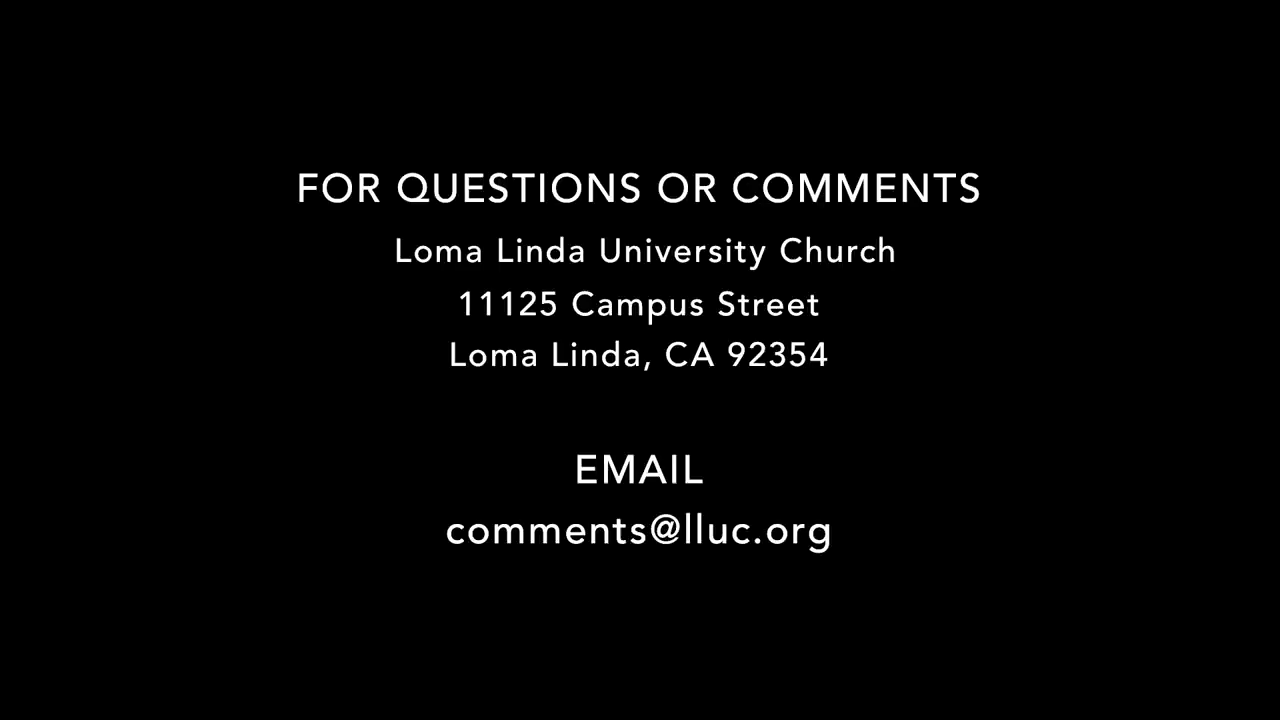 FOR QUESTIONS OR COMMENTS
Loma Linda University Church
11125 Campus Street
Loma Linda, CA 92354
EMAIL
comments@lluc.org